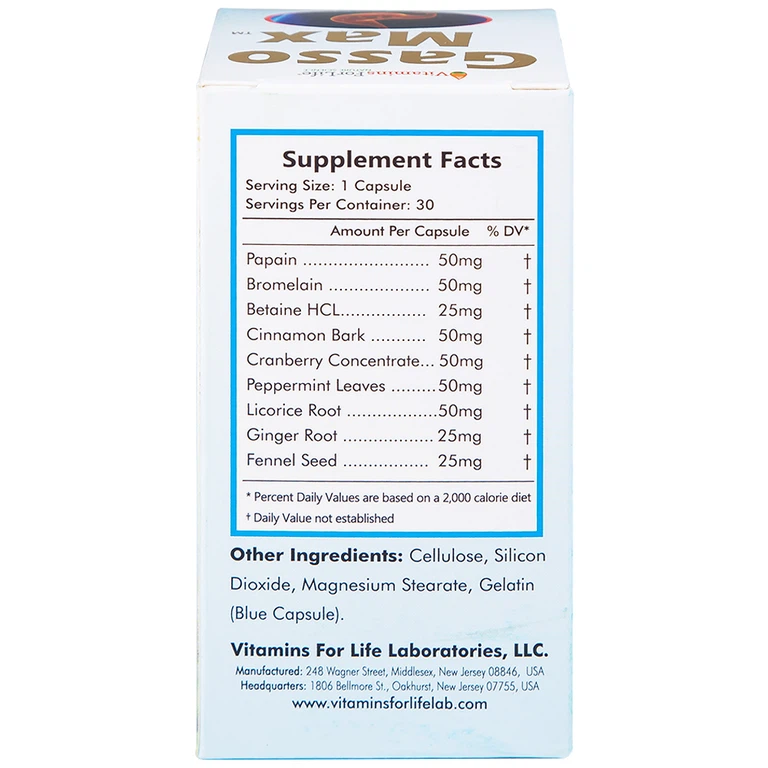 Gasso
Max™
VitaminsForLife
Supplement Facts
Serving Size: 1 Capsule
Servings Per Container: 30
Amount Per Capsule % DV*
Papain ...................... 50mg †
Bromelain .................. 50mg †
Betaine HCL................. 25mg †
Cinnamon Bark ........... 50mg †
Cranberry Concentrate... 50mg †
Peppermint Leaves .........50mg †
Licorice Root ..................50mg †
Ginger Root ..................25mg †
Fennel Seed ................. 25mg †
* Percent Daily Values are based on a 2,000 calorie diet
† Daily Value not established
Other Ingredients: Cellulose, Silicon
Dioxide, Magnesium Stearate, Gelatin
(Blue Capsule).
Vitamins For Life Laboratories, LLC.
Manufactured: 248 Wagner Street, Middlesex, New Jersey 08846, USA
Headquarters: 1806 Bellmore St., Oakhurst, New Jersey 07755, USA
www.vitaminsforlifelab.com